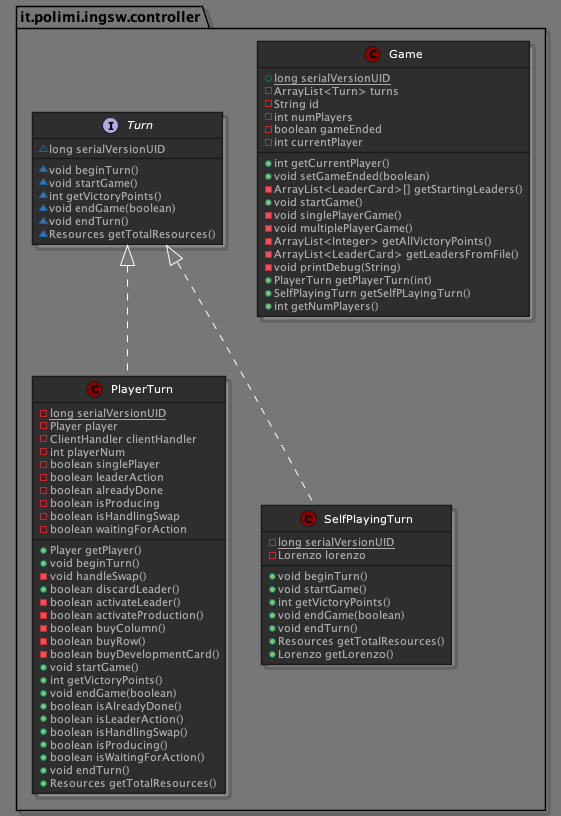 it.polimi.ingsw.controller
C Game
long serialVersionUID
ArrayList<Turn> turns
String id
int numPlayers
boolean gameEnded
int currentPlayer
int getCurrentPlayer()
void setGameEnded(boolean)
ArrayList<LeaderCard>[] getStartingLeaders()
void startGame()
void singlePlayerGame()
void multiplePlayerGame()
ArrayList<Integer> getAllVictoryPoints()
ArrayList<LeaderCard> getLeadersFromFile()
void printDebug(String)
PlayerTurn getPlayerTurn(int)
SelfPlayingTurn getSelfPLayingTurn()
int getNumPlayers()
I Turn
long serialVersionUID
void beginTurn()
void startGame()
int getVictoryPoints()
void endGame(boolean)
void endTurn()
Resources getTotalResources()
C PlayerTurn
long serialVersionUID
Player player
ClientHandler clientHandler
int playerNum
boolean singlePlayer
boolean leaderAction
boolean alreadyDone
boolean isProducing
boolean isHandlingSwap
boolean waitingForAction
Player getPlayer()
void beginTurn()
void handleSwap()
boolean discardLeader()
boolean activateLeader()
boolean activateProduction()
boolean buyColumn()
boolean buyRow()
boolean buyDevelopmentCard()
void startGame()
int getVictoryPoints()
void endGame(boolean)
boolean isAlreadyDone()
boolean isLeaderAction()
boolean isHandlingSwap()
boolean isProducing()
boolean isWaitingForAction()
void endTurn()
Resources getTotalResources()
C SelfPlayingTurn
long serialVersionUID
Lorenzo lorenzo
void beginTurn()
void startGame()
int getVictoryPoints()
void endGame(boolean)
void endTurn()
Resources getTotalResources()
Lorenzo getLorenzo()